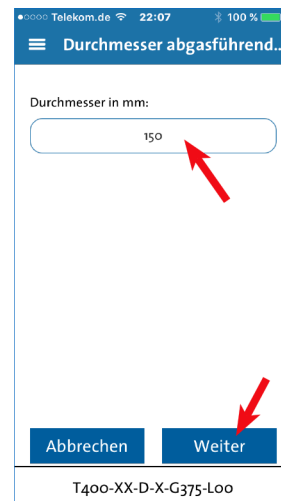 Telekom.de 22:07 100 %
Durchmesser abgasführend..
Durchmesser in mm:
150
Abbrechen Weiter
T400-XX-D-X-G375-L00